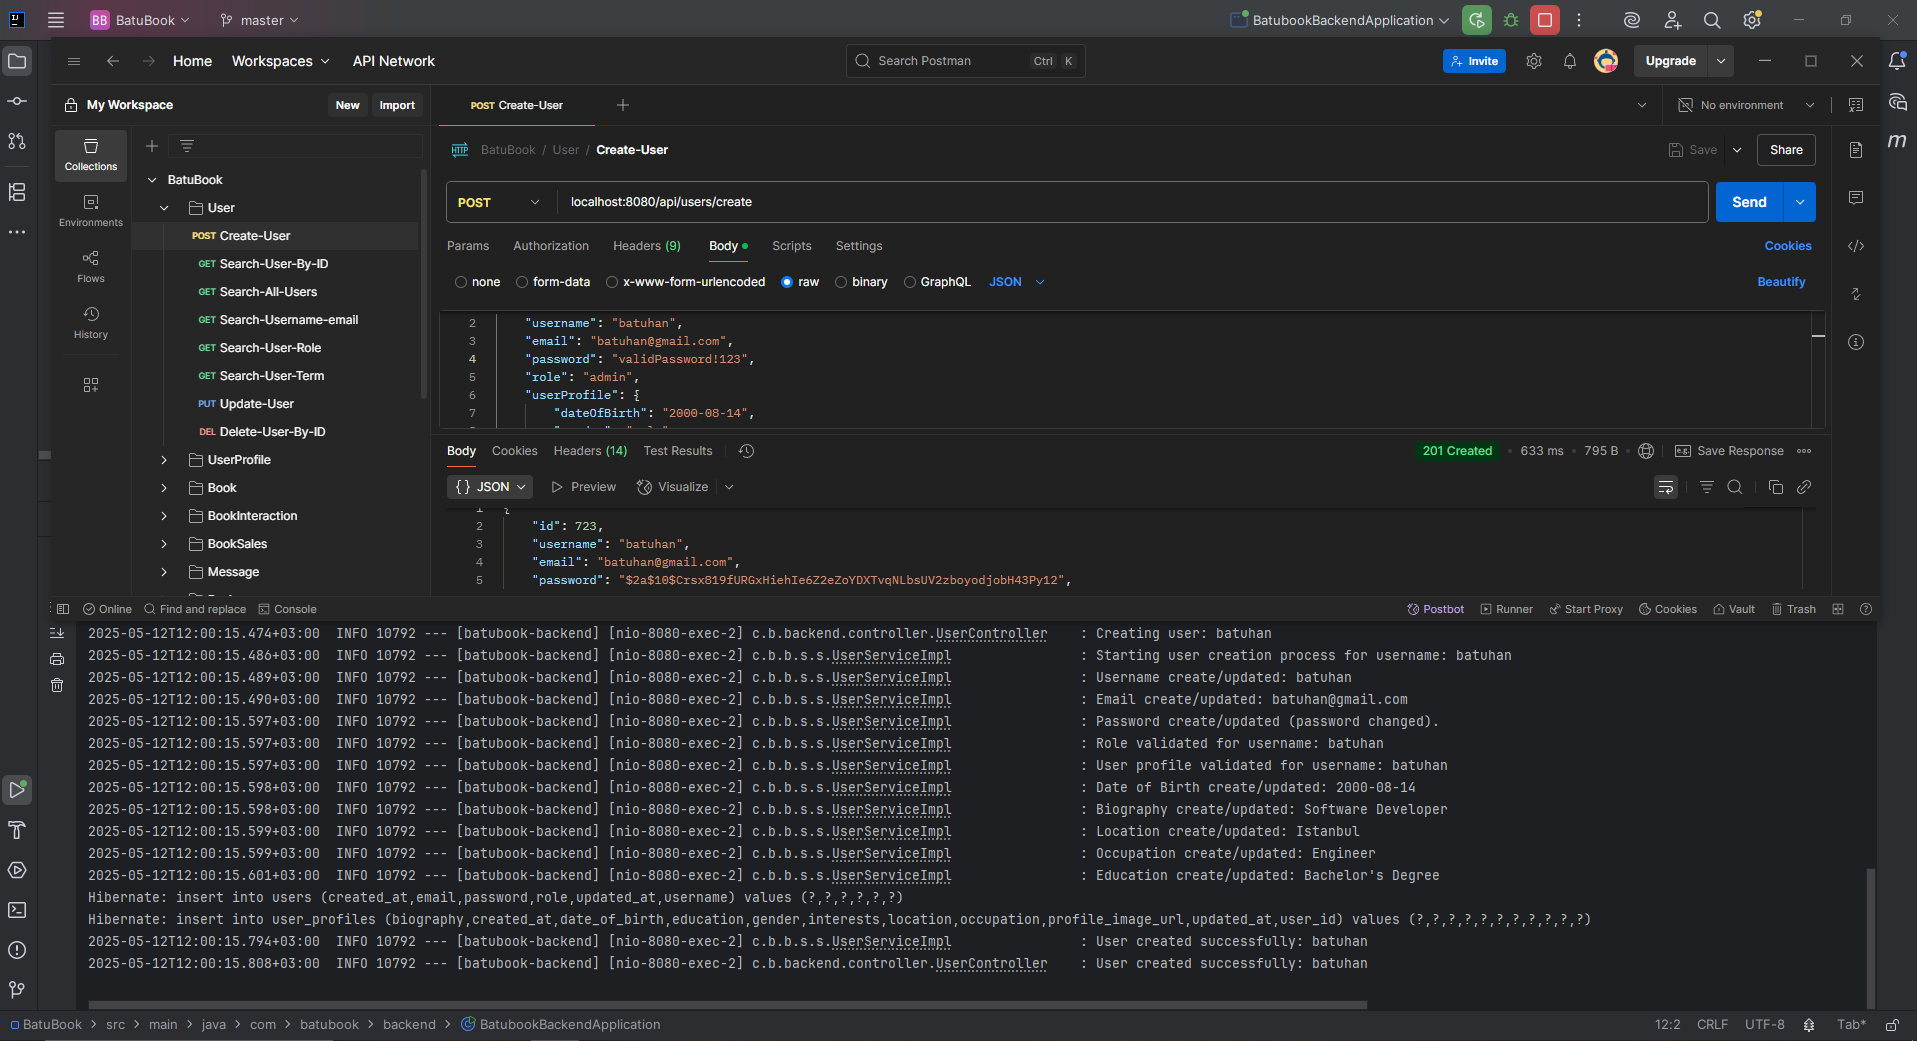 BB BatuBook master BatubookBackendApplication
Home Workspaces API Network Search Postman Ctrl K Invite Upgrade
My Workspace New Import POST Create-User No environment
Collections
Environments
Flows
History
BatuBook
User
POST Create-User
GET Search-User-By-ID
GET Search-All-Users
GET Search-Username-email
GET Search-User-Role
GET Search-User-Term
PUT Update-User
DEL Delete-User-By-ID
UserProfile
Book
BookInteraction
BookSales
Message
HTTP BatuBook / User / Create-User Save Share
POST localhost:8080/api/users/create Send
Params Authorization Headers (9) Body Scripts Settings Cookies
none form-data x-www-form-urlencoded raw binary GraphQL JSON Beautify
2 "username": "batuhan",
3 "email": "batuhan@gmail.com",
4 "password": "validPassword!123",
5 "role": "admin",
6 "userProfile": {
7 "dateOfBirth": "2000-08-14",
Body Cookies Headers (14) Test Results 201 Created 633 ms 795 B e.g. Save Response
{} JSON Preview Visualize
1 {
2 "id": 723,
3 "username": "batuhan",
4 "email": "batuhan@gmail.com",
5 "password": "$2a$10$Crsx819fURGxHiehIe6Z2eZoYDXTvqNLbsUV2zboyodjobH43Py12",
Online Find and replace Console Postbot Runner Start Proxy Cookies Vault Trash
2025-05-12T12:00:15.474+03:00 INFO 10792 --- [batubook-backend] [nio-8080-exec-2] c.b.backend.controller.UserController : Creating user: batuhan
2025-05-12T12:00:15.486+03:00 INFO 10792 --- [batubook-backend] [nio-8080-exec-2] c.b.b.s.s.UserServiceImpl : Starting user creation process for username: batuhan
2025-05-12T12:00:15.489+03:00 INFO 10792 --- [batubook-backend] [nio-8080-exec-2] c.b.b.s.s.UserServiceImpl : Username create/updated: batuhan
2025-05-12T12:00:15.490+03:00 INFO 10792 --- [batubook-backend] [nio-8080-exec-2] c.b.b.s.s.UserServiceImpl : Email create/updated: batuhan@gmail.com
2025-05-12T12:00:15.597+03:00 INFO 10792 --- [batubook-backend] [nio-8080-exec-2] c.b.b.s.s.UserServiceImpl : Password create/updated (password changed).
2025-05-12T12:00:15.597+03:00 INFO 10792 --- [batubook-backend] [nio-8080-exec-2] c.b.b.s.s.UserServiceImpl : Role validated for username: batuhan
2025-05-12T12:00:15.597+03:00 INFO 10792 --- [batubook-backend] [nio-8080-exec-2] c.b.b.s.s.UserServiceImpl : User profile validated for username: batuhan
2025-05-12T12:00:15.598+03:00 INFO 10792 --- [batubook-backend] [nio-8080-exec-2] c.b.b.s.s.UserServiceImpl : Date of Birth create/updated: 2000-08-14
2025-05-12T12:00:15.598+03:00 INFO 10792 --- [batubook-backend] [nio-8080-exec-2] c.b.b.s.s.UserServiceImpl : Biography create/updated: Software Developer
2025-05-12T12:00:15.599+03:00 INFO 10792 --- [batubook-backend] [nio-8080-exec-2] c.b.b.s.s.UserServiceImpl : Location create/updated: Istanbul
2025-05-12T12:00:15.599+03:00 INFO 10792 --- [batubook-backend] [nio-8080-exec-2] c.b.b.s.s.UserServiceImpl : Occupation create/updated: Engineer
2025-05-12T12:00:15.601+03:00 INFO 10792 --- [batubook-backend] [nio-8080-exec-2] c.b.b.s.s.UserServiceImpl : Education create/updated: Bachelor's Degree
Hibernate: insert into users (created_at,email,password,role,updated_at,username) values (?,?,?,?,?,?)
Hibernate: insert into user_profiles (biography,created_at,date_of_birth,education,gender,interests,location,occupation,profile_image_url,updated_at,user_id) values (?,?,?,?,?,?,?,?,?,?,?)
2025-05-12T12:00:15.794+03:00 INFO 10792 --- [batubook-backend] [nio-8080-exec-2] c.b.b.s.s.UserServiceImpl : User created successfully: batuhan
2025-05-12T12:00:15.808+03:00 INFO 10792 --- [batubook-backend] [nio-8080-exec-2] c.b.backend.controller.UserController : User created successfully: batuhan
BatuBook > src > main > java > com > batubook > backend > BatubookBackendApplication 12:2 CRLF UTF-8 Tab*